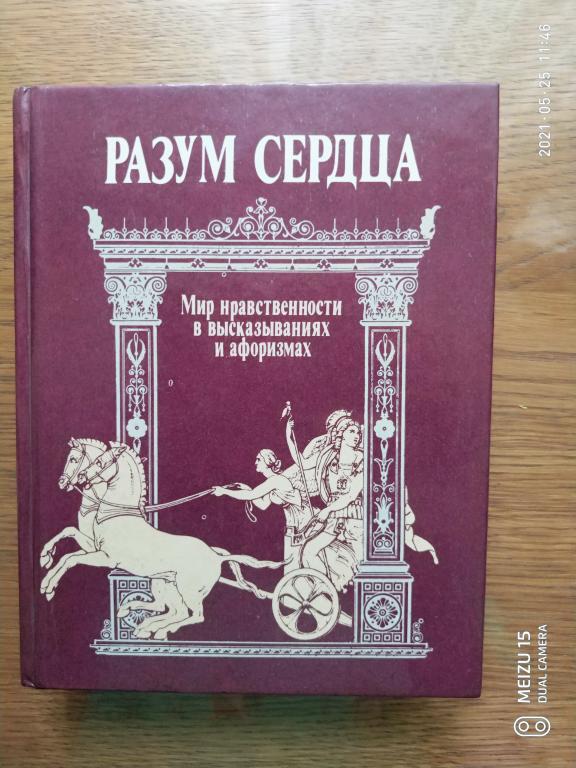 РАЗУМ СЕРДЦА
Мир нравственности
в высказываниях
и афоризмах
2021·05·25 11:46
MEIZU 15
DUAL CAMERA